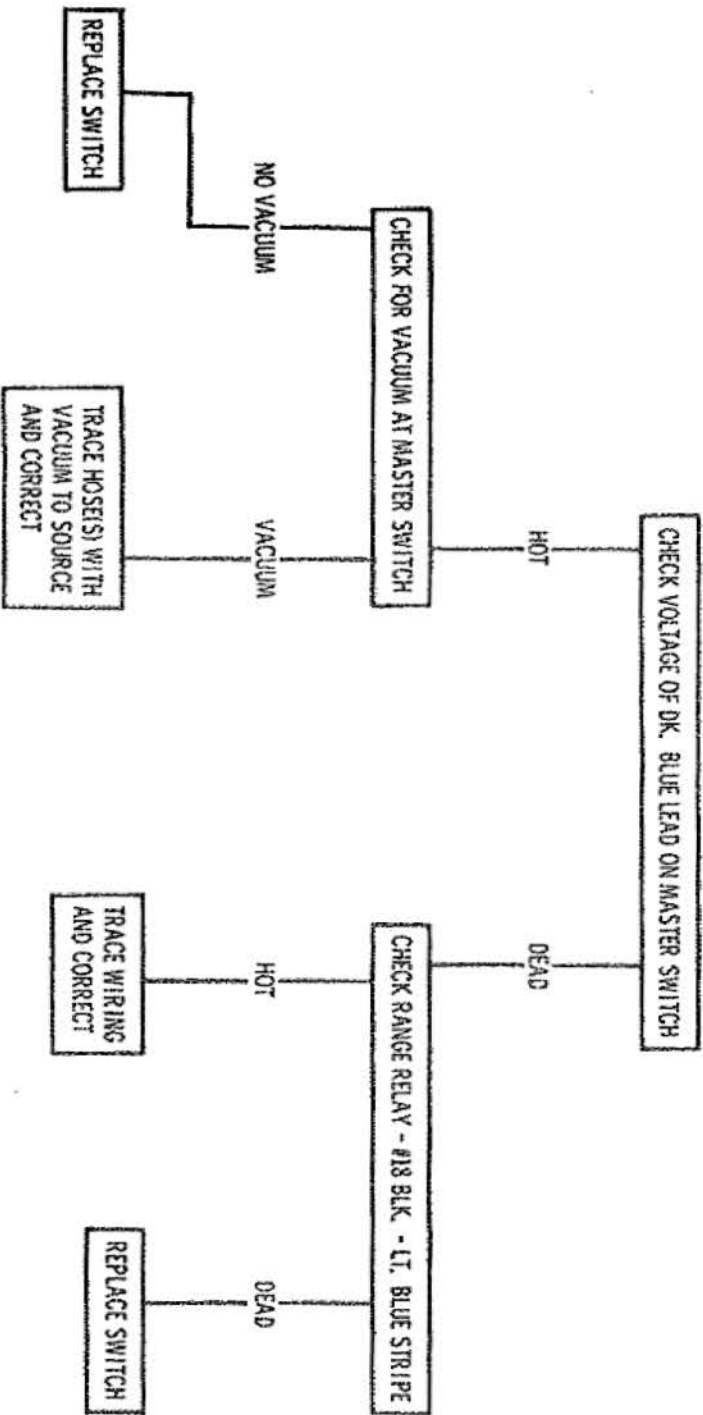 CHECK VOLTAGE OF DK. BLUE LEAD ON MASTER SWITCH
HOT
DEAD
CHECK FOR VACUUM AT MASTER SWITCH
CHECK RANGE RELAY - #18 BLK. - LT. BLUE STRIPE
NO VACUUM
VACUUM
HOT
DEAD
REPLACE SWITCH
TRACE HOSE(S) WITH
VACUUM TO SOURCE
AND CORRECT
TRACE WIRING
AND CORRECT
REPLACE SWITCH